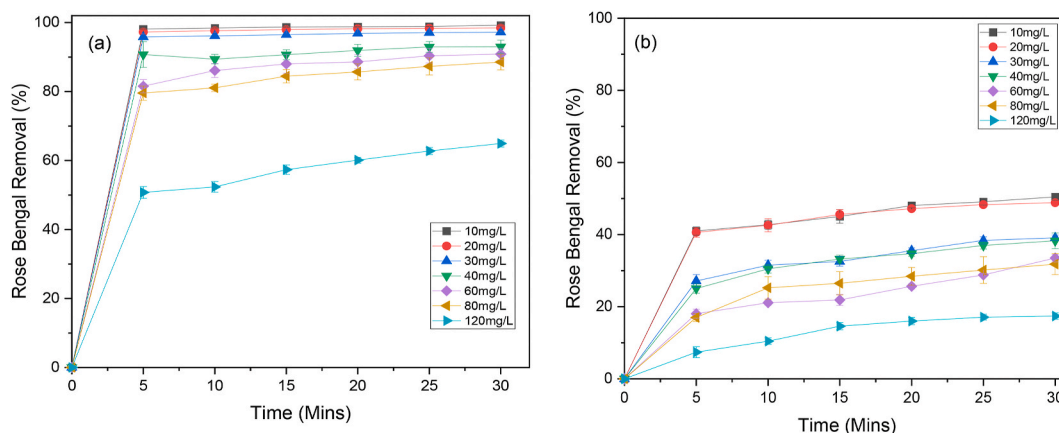 (a)
Rose Bengal Removal (%)
100
80
60
40
20
0
0 5 10 15 20 25 30
Time (Mins)
10mg/L
20mg/L
30mg/L
40mg/L
60mg/L
80mg/L
120mg/L
(b)
Rose Bengal Removal (%)
100
80
60
40
20
0
0 5 10 15 20 25 30
Time (Mins)
10mg/L
20mg/L
30mg/L
40mg/L
60mg/L
80mg/L
120mg/L